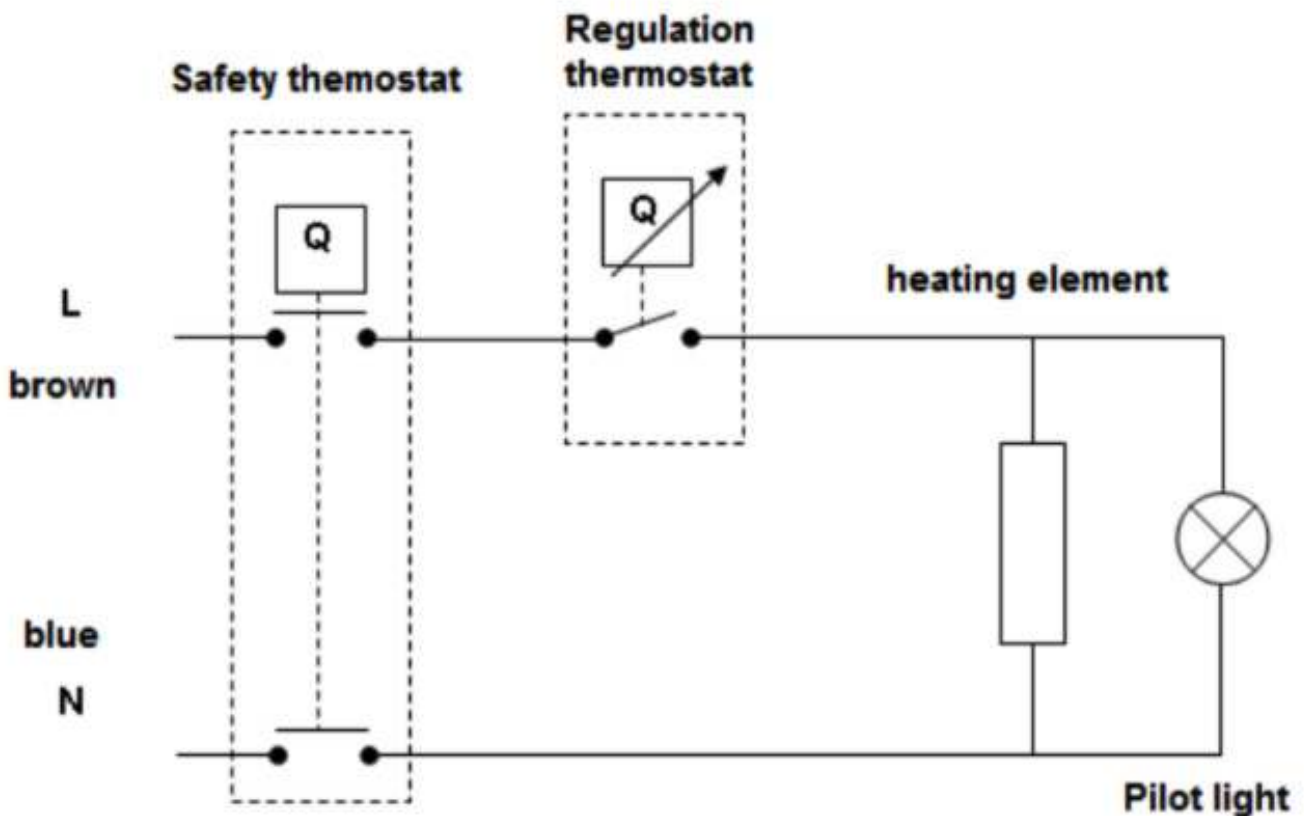 Regulation
thermostat
Safety themostat
Q
Q
heating element
L
brown
blue
N
Pilot light